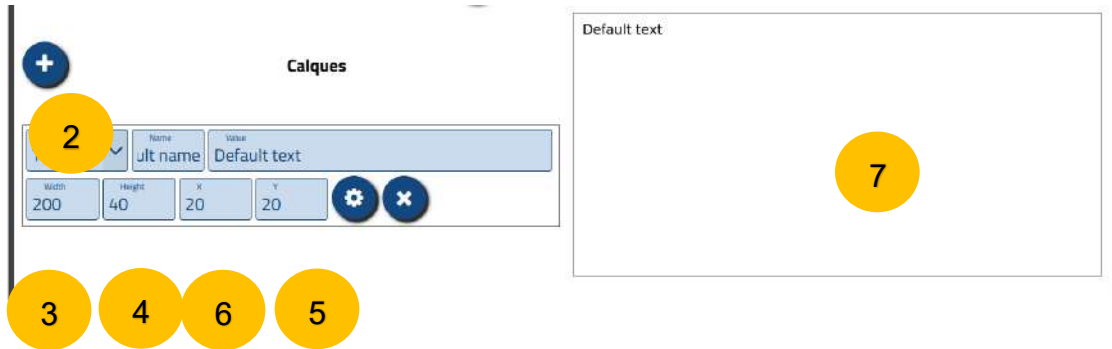 Default text
Calques
2
Name
Value
ult name
Default text
Width
Height
X
Y
200
40
20
20
7
3
4
6
5